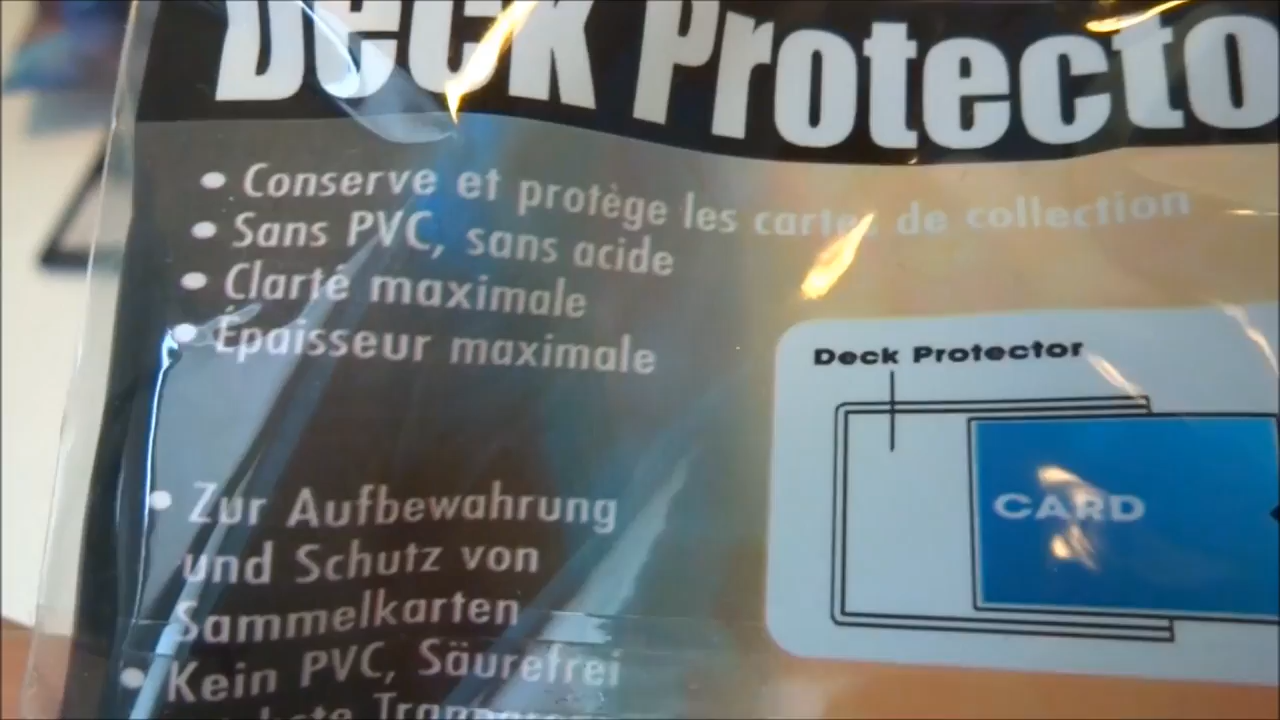 Deck Protecto
• Conserve et protège les cartes de collection
• Sans PVC, sans acide
• Clarté maximale
• Épaisseur maximale
Deck Protector
CARD
• Zur Aufbewahrung
und Schutz von
Sammelkarten
• Kein PVC, Säurefrei